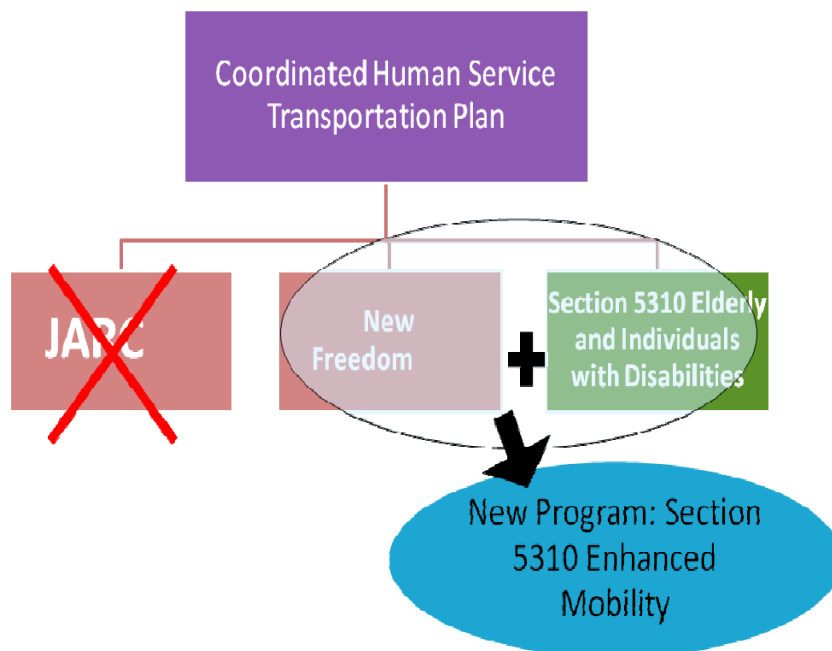 Coordinated Human Service
Transportation Plan
JARC
New
Freedom
Section 5310 Elderly
and Individuals
with Disabilities
New Program: Section
5310 Enhanced
Mobility